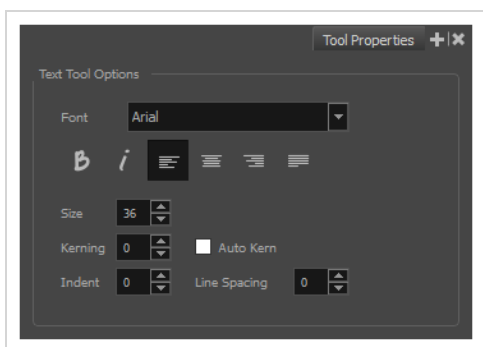 Tool Properties
Text Tool Options
Font Arial
B i
Size 36
Kerning 0 Auto Kern
Indent 0 Line Spacing 0